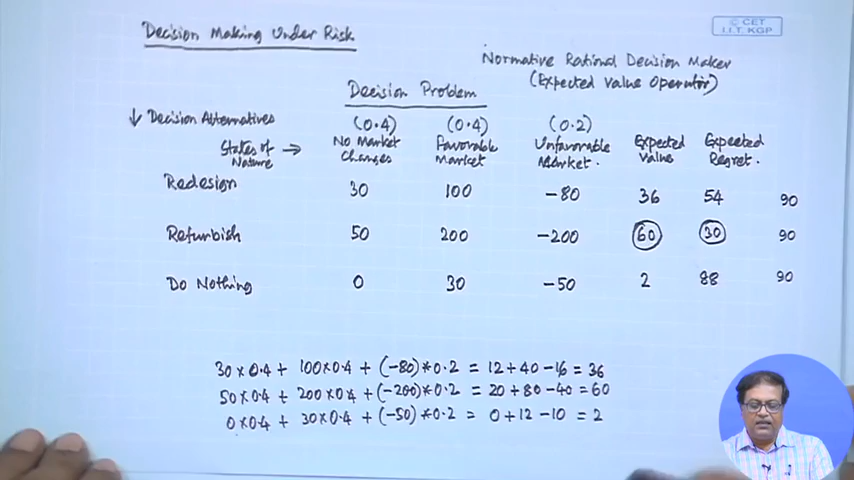 Decision Making Under Risk
© CET
I.I.T. KGP
Normative Rational Decision Maker
(Expected Value Operator)
Decision Problem
↓ Decision Alternatives (0.4) (0.4) (0.2)
States of Nature → No Market Changes Favorable Market Unfavorable Market. Expected Value Expected Regret.
Redesign 30 100 -80 36 54 90
Refurbish 50 200 -200 60 30 90
Do Nothing 0 30 -50 2 88 90
30 × 0.4 + 100 × 0.4 + (-80) * 0.2 = 12 + 40 - 16 = 36
50 × 0.4 + 200 × 0.4 + (-200) * 0.2 = 20 + 80 - 40 = 60
0 × 0.4 + 30 × 0.4 + (-50) * 0.2 = 0 + 12 - 10 = 2